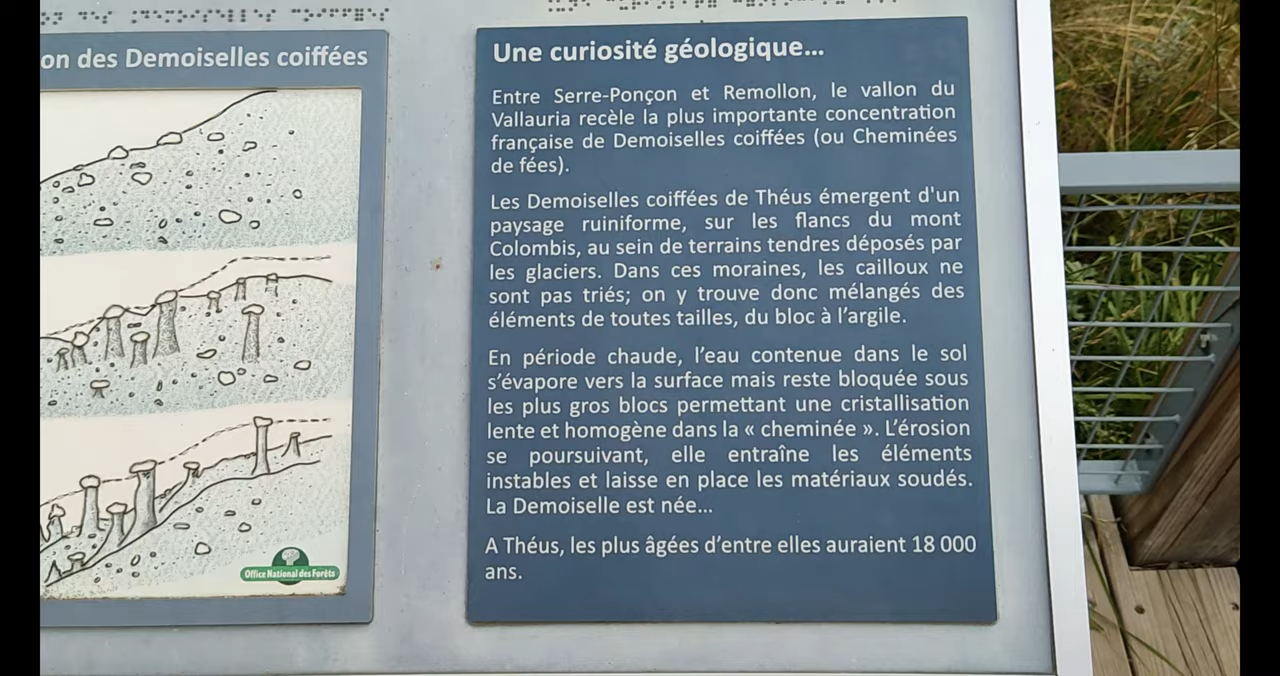 on des Demoiselles coiffées
Office National des Forêts
Une curiosité géologique...
Entre Serre-Ponçon et Remollon, le vallon du
Vallauria recèle la plus importante concentration
française de Demoiselles coiffées (ou Cheminées
de fées).
Les Demoiselles coiffées de Théus émergent d'un
paysage ruiniforme, sur les flancs du mont
Colombis, au sein de terrains tendres déposés par
les glaciers. Dans ces moraines, les cailloux ne
sont pas triés; on y trouve donc mélangés des
éléments de toutes tailles, du bloc à l'argile.
En période chaude, l'eau contenue dans le sol
s'évapore vers la surface mais reste bloquée sous
les plus gros blocs permettant une cristallisation
lente et homogène dans la « cheminée ». L'érosion
se poursuivant, elle entraîne les éléments
instables et laisse en place les matériaux soudés.
La Demoiselle est née...
A Théus, les plus âgées d'entre elles auraient 18 000
ans.